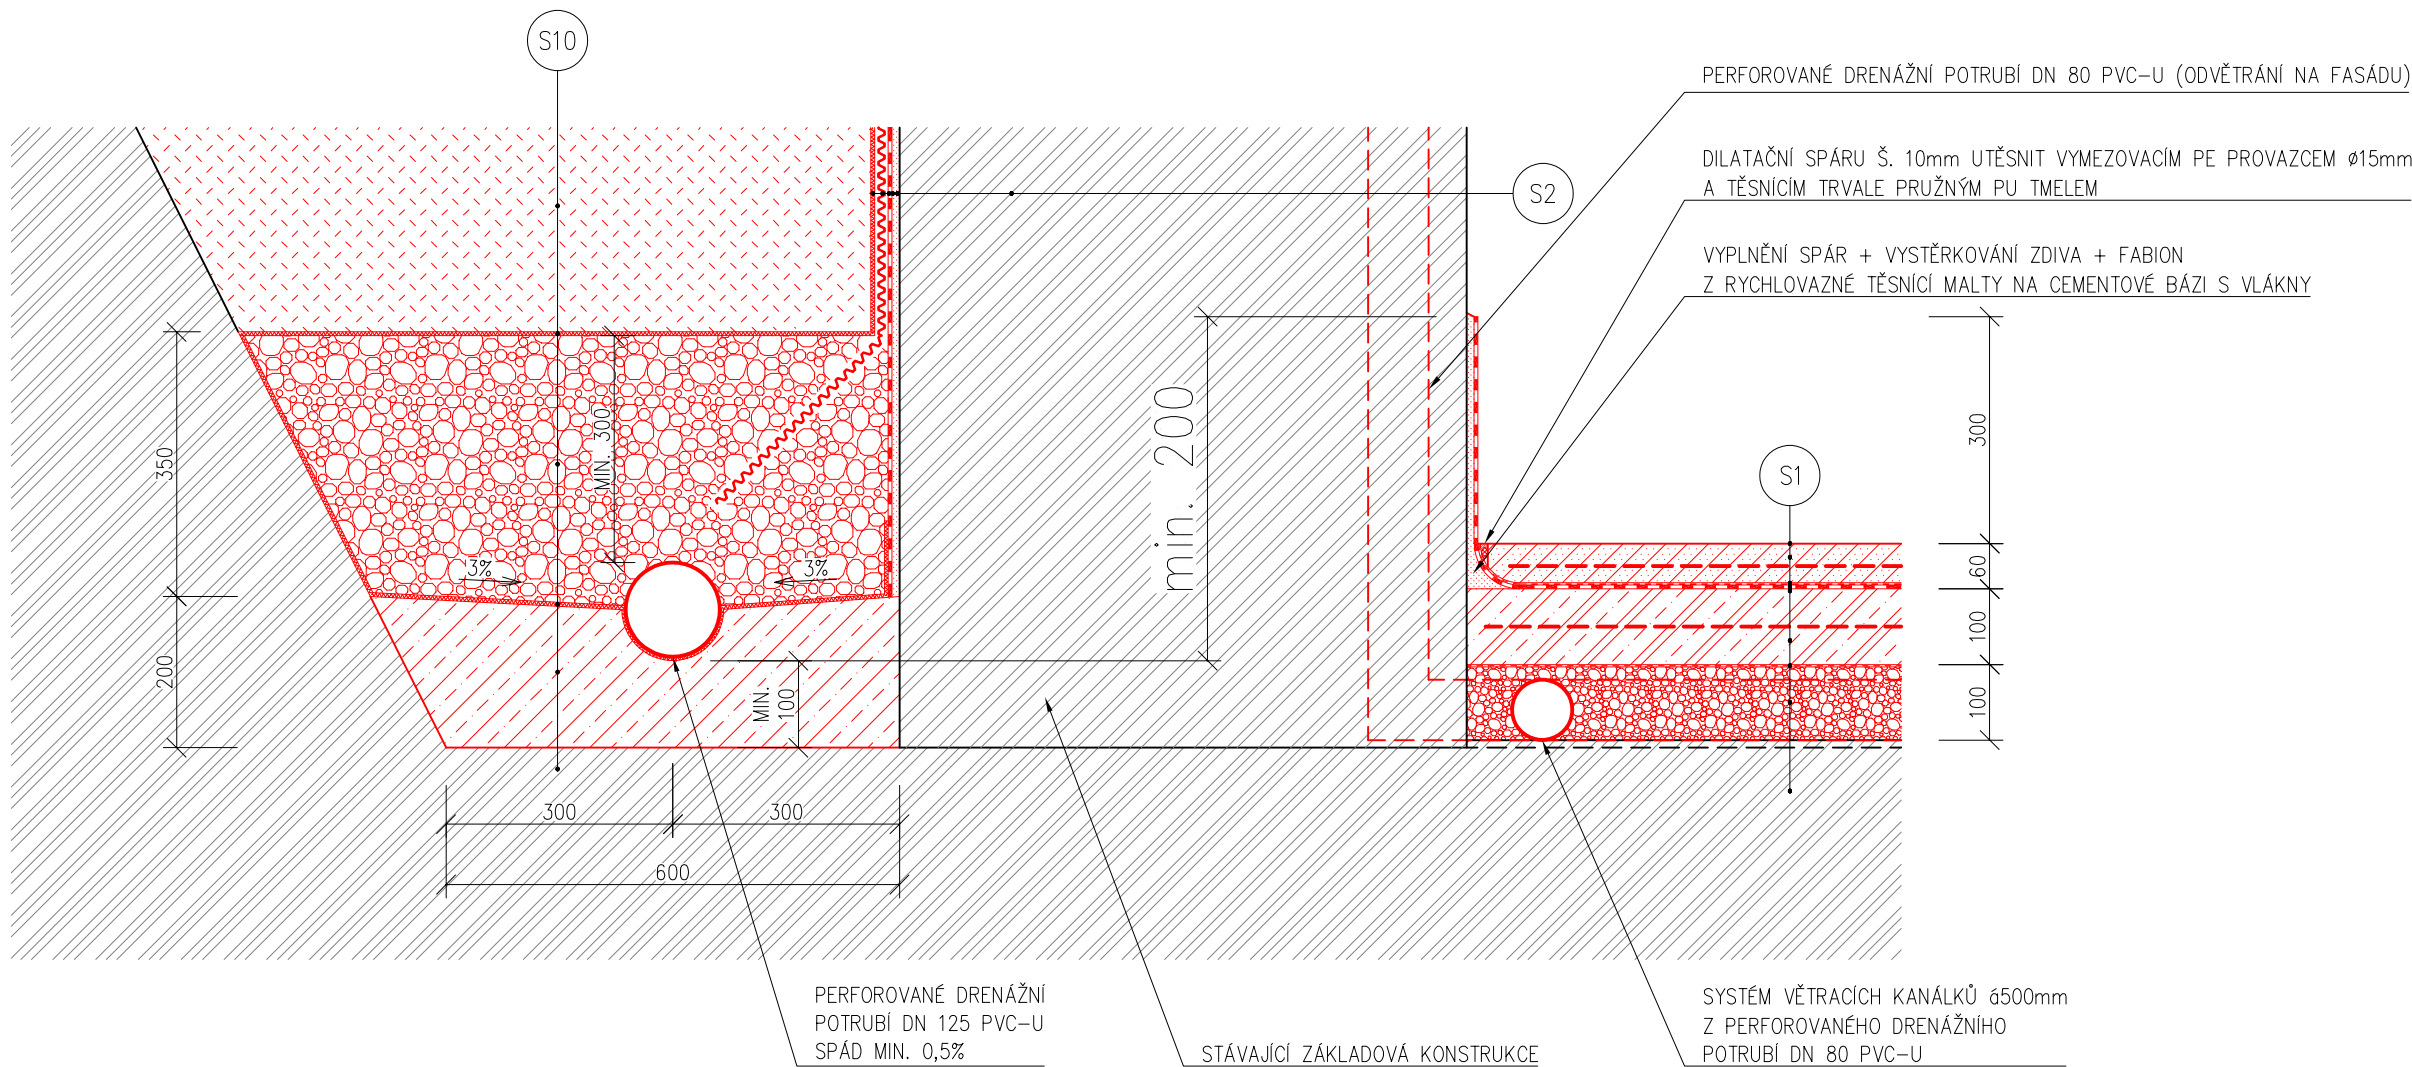 S10
PERFOROVANÉ DRENÁŽNÍ POTRUBÍ DN 80 PVC-U (ODVĚTRÁNÍ NA FASÁDU)
DILATAČNÍ SPÁRU Š. 10mm UTĚSNIT VYMEZOVACÍM PE PROVAZCEM ø15mm
A TĚSNÍCÍM TRVALE PRUŽNÝM PU TMELEM
S2
VYPLNĚNÍ SPÁR + VYSTĚRKOVÁNÍ ZDIVA + FABION
Z RYCHLOVAZNÉ TĚSNÍCÍ MALTY NA CEMENTOVÉ BÁZI S VLÁKNY
350
MIN. 300
min. 200
300
S1
3%
3%
60
100
100
200
MIN.
100
300
300
600
PERFOROVANÉ DRENÁŽNÍ
POTRUBÍ DN 125 PVC-U
SPÁD MIN. 0,5%
STÁVAJÍCÍ ZÁKLADOVÁ KONSTRUKCE
SYSTÉM VĚTRACÍCH KANÁLKŮ á500mm
Z PERFOROVANÉHO DRENÁŽNÍHO
POTRUBÍ DN 80 PVC-U